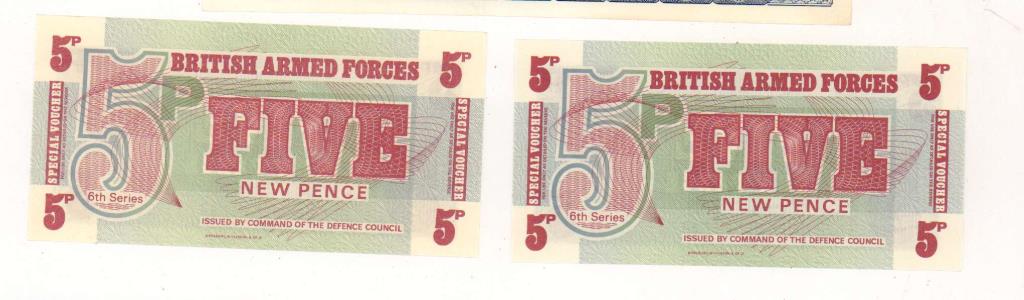 5P
BRITISH ARMED FORCES
5P
5P
FIVE
SPECIAL VOUCHER
SPECIAL VOUCHER
NEW PENCE
6th Series
5P
ISSUED BY COMMAND OF THE DEFENCE COUNCIL
5P
5P
BRITISH ARMED FORCES
5P
5P
FIVE
SPECIAL VOUCHER
SPECIAL VOUCHER
NEW PENCE
6th Series
5P
ISSUED BY COMMAND OF THE DEFENCE COUNCIL
5P